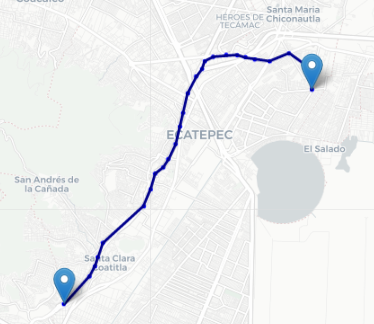 Santa María
Chiconautla
HÉROES DE
TECÁMAC
ECATEPEC
El Salado
San Andrés de
la Cañada
Santa Clara
Coatitla